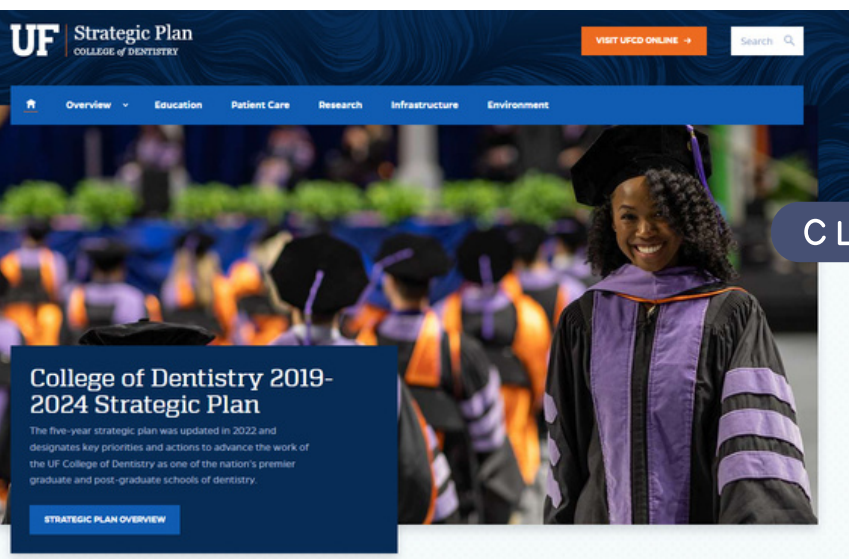 UF
Strategic Plan
COLLEGE of DENTISTRY
VISIT UFCD ONLINE →
Search
Overview
Education
Patient Care
Research
Infrastructure
Environment
C L
College of Dentistry 2019-
2024 Strategic Plan
The five-year strategic plan was updated in 2022 and
designates key priorities and actions to advance the work of
the UF College of Dentistry as one of the nation's premier
graduate and post-graduate schools of dentistry.
STRATEGIC PLAN OVERVIEW